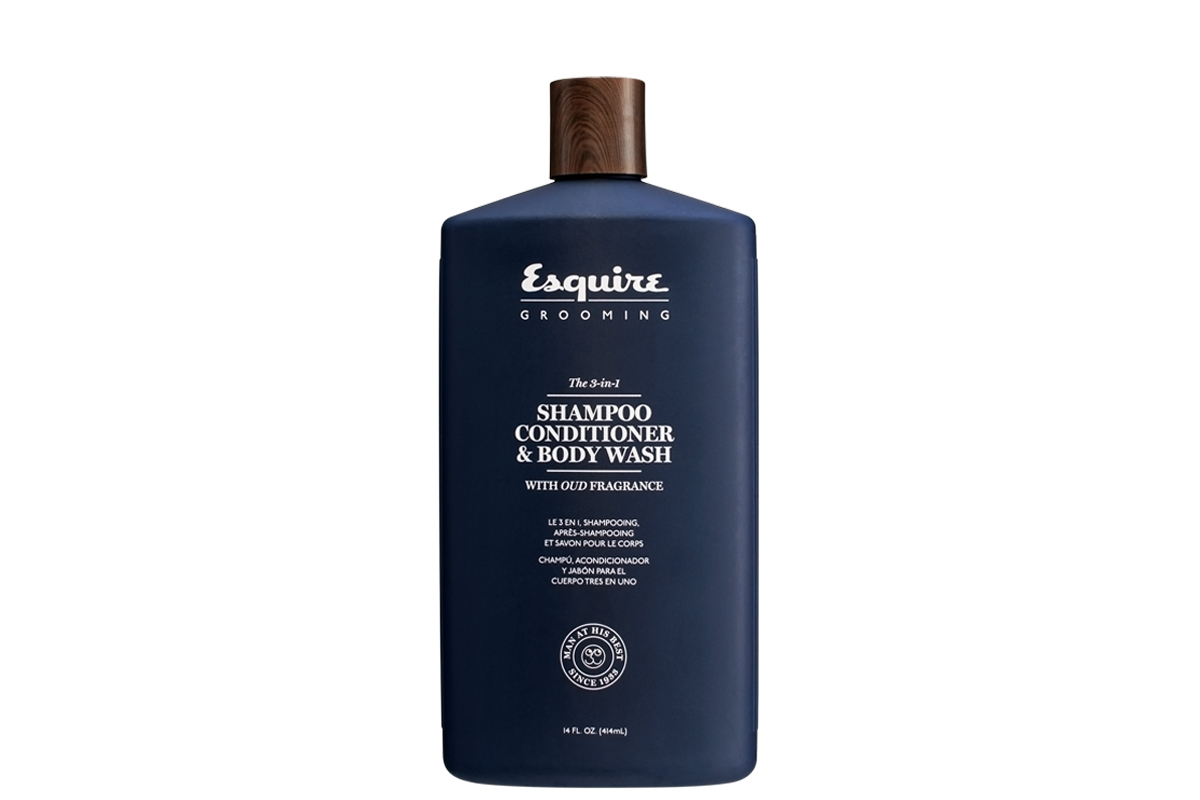 Esquire
GROOMING
The 3-in-1
SHAMPOO
CONDITIONER
& BODY WASH
WITH OUD FRAGRANCE
LE 3 EN 1, SHAMPOOING,
APRÈS-SHAMPOOING
ET SAVON POUR LE CORPS
CHAMPÚ, ACONDICIONADOR
Y JABÓN PARA EL
CUERPO TRES EN UNO
MAN AT HIS BEST
SINCE 1933
14 FL. OZ. (414mL)